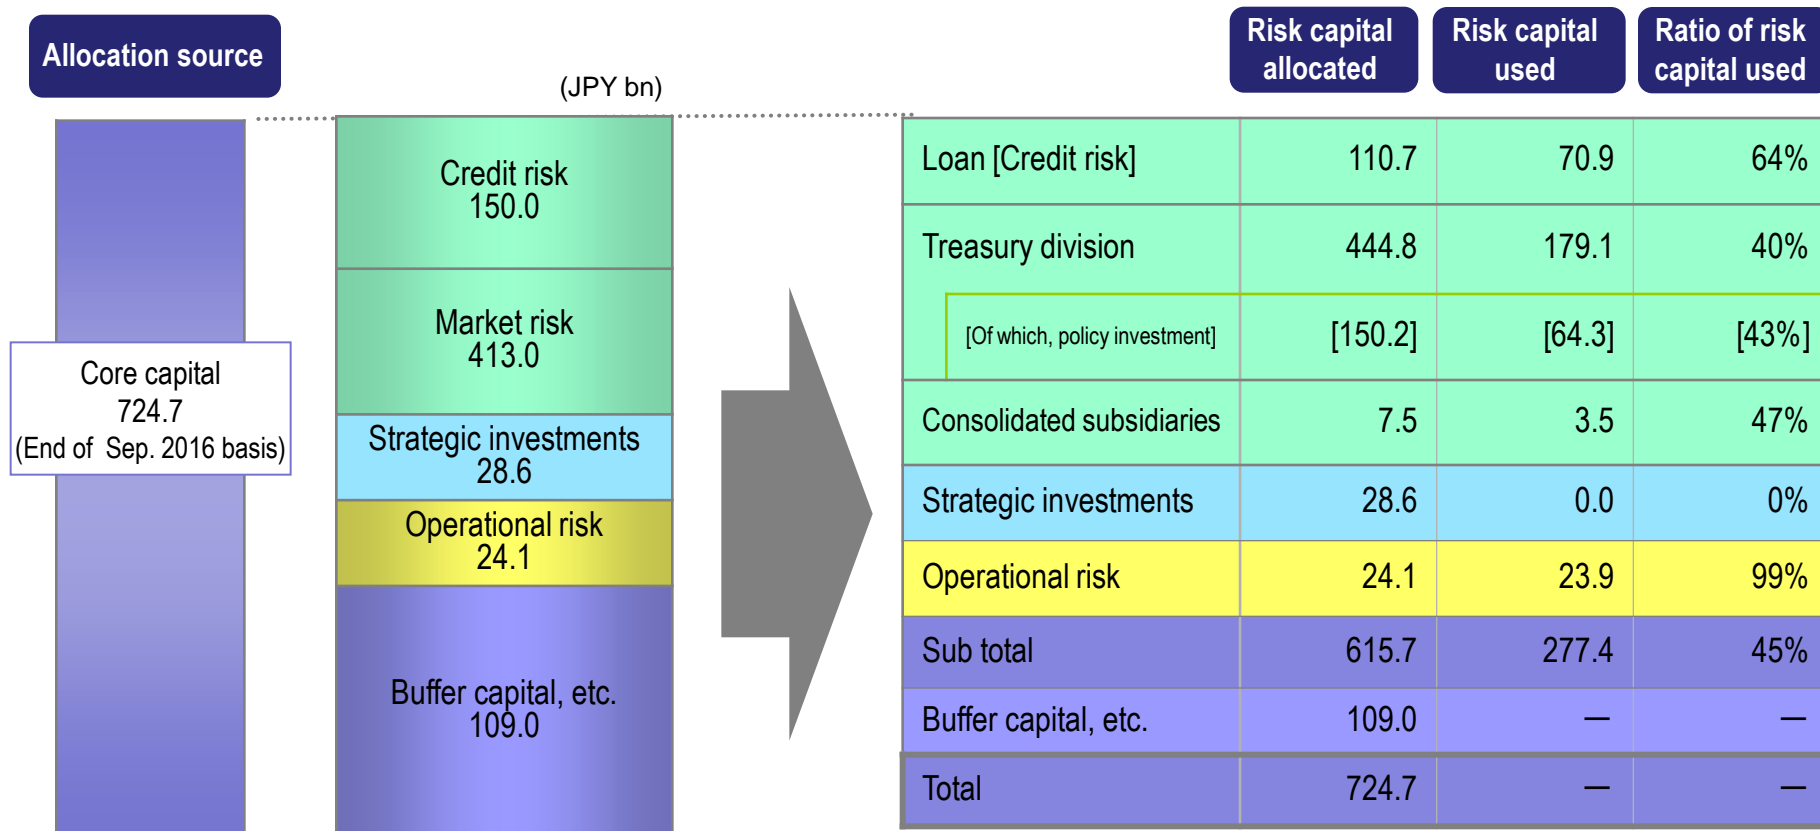 Allocation source
(JPY bn)
Core capital
724.7
(End of Sep. 2016 basis)
Credit risk
150.0
Market risk
413.0
Strategic investments
28.6
Operational risk
24.1
Buffer capital, etc.
109.0
Risk capital
allocated
Risk capital
used
Ratio of risk
capital used
Loan [Credit risk] 110.7 70.9 64%
Treasury division 444.8 179.1 40%
[Of which, policy investment] [150.2] [64.3] [43%]
Consolidated subsidiaries 7.5 3.5 47%
Strategic investments 28.6 0.0 0%
Operational risk 24.1 23.9 99%
Sub total 615.7 277.4 45%
Buffer capital, etc. 109.0 — —
Total 724.7 — —